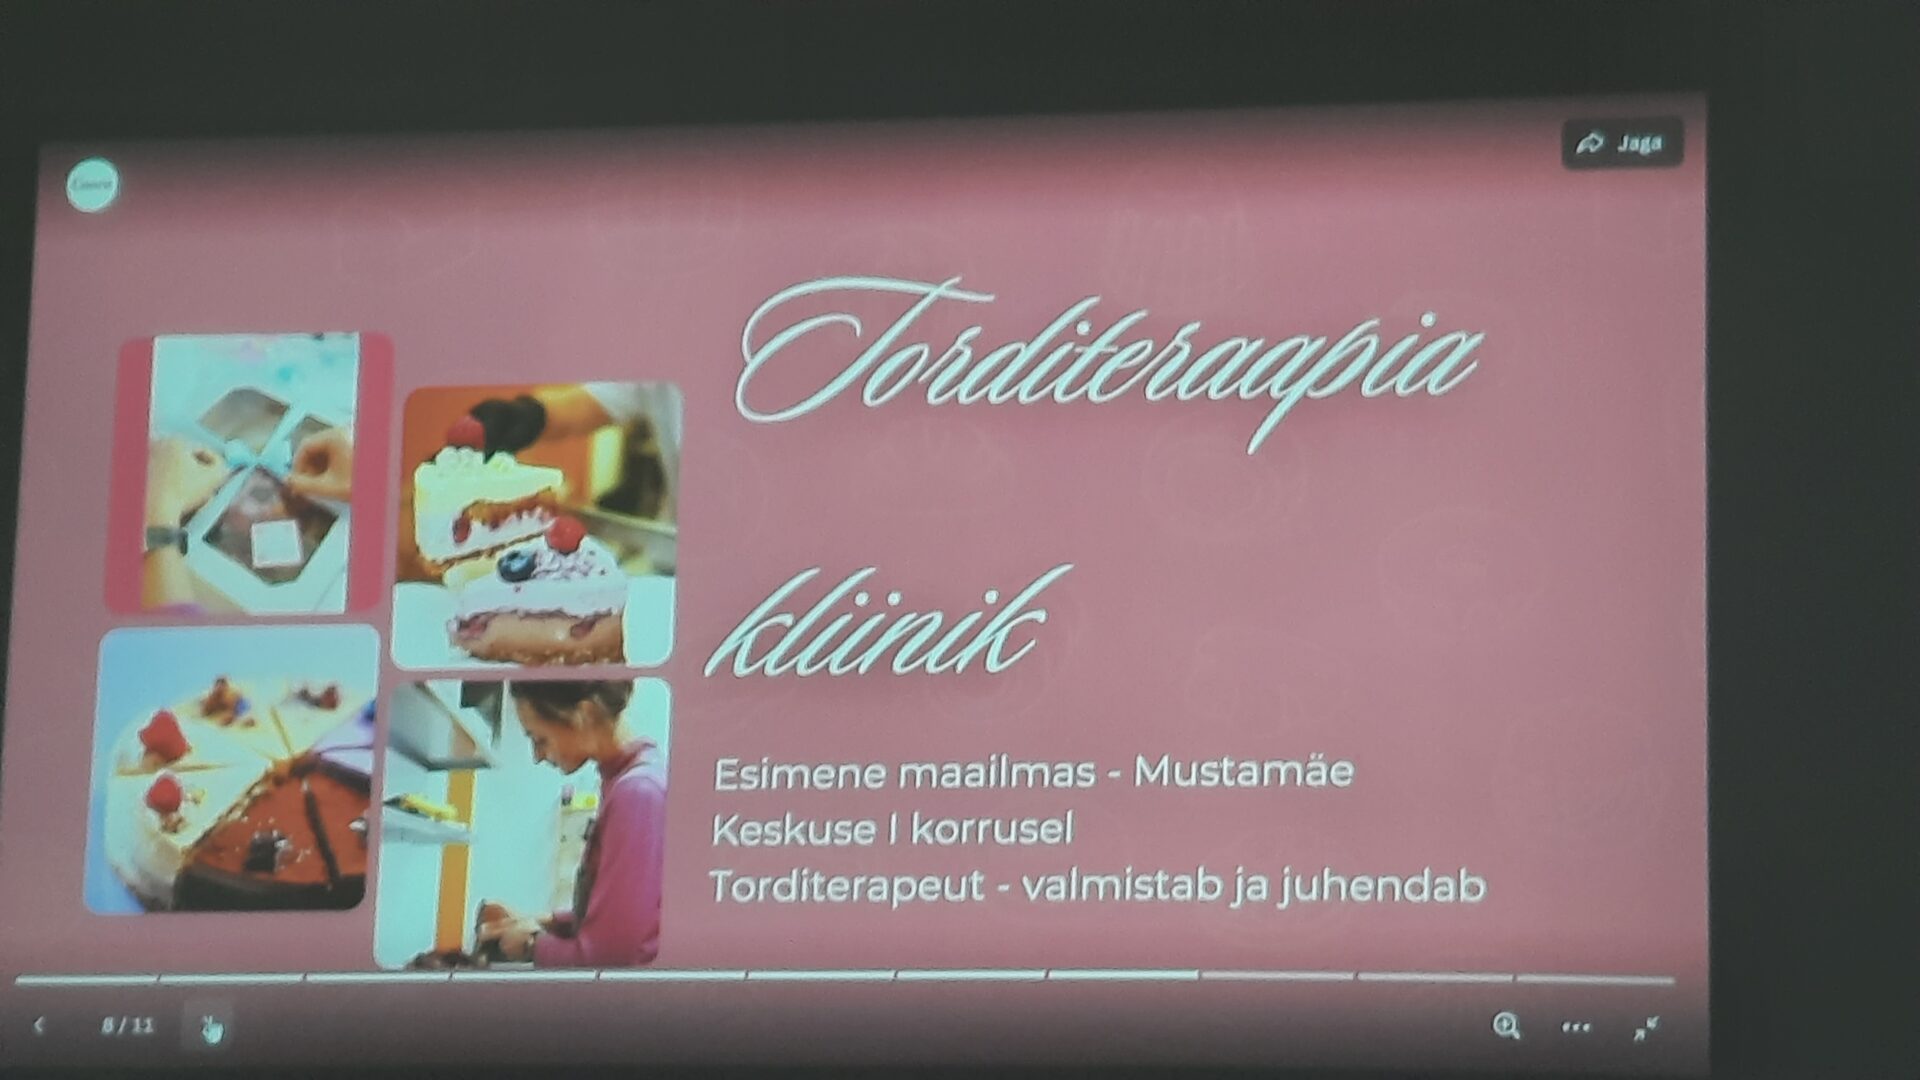 Jaga
Torditeraapia
kliinik
Esimene maailmas - Mustamäe
Keskuse I korrusel
Torditerapeut - valmistab ja juhendab
8 / 11